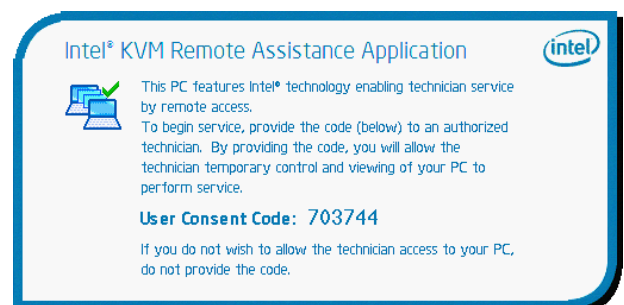 Intel® KVM Remote Assistance Application
intel
This PC features Intel® technology enabling technician service
by remote access.
To begin service, provide the code (below) to an authorized
technician. By providing the code, you will allow the
technician temporary control and viewing of your PC to
perform service.
User Consent Code: 703744
If you do not wish to allow the technician access to your PC,
do not provide the code.